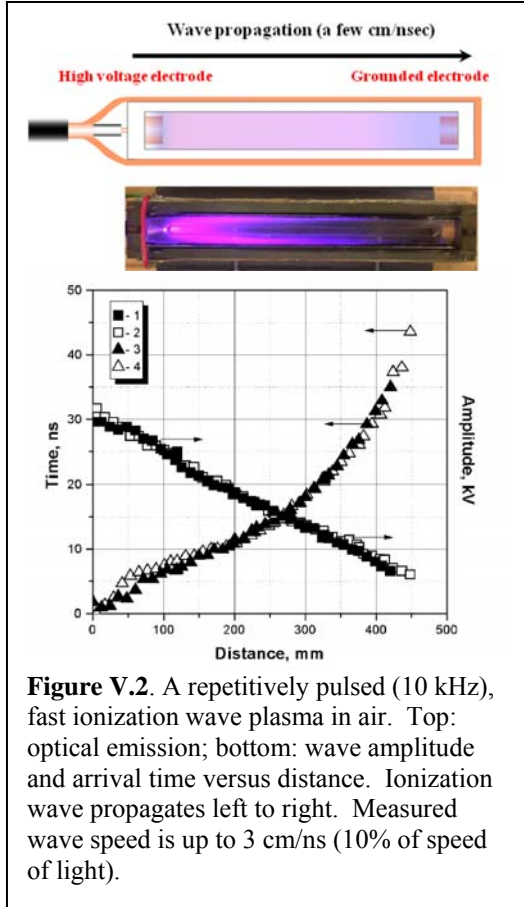 Wave propagation (a few cm/nsec)
High voltage electrode Grounded electrode
50
40
30
20
10
0
Time, ns
- 1
- 2
- 3
- 4
Amplitude, kV
0 100 200 300 400 500
Distance, mm
Figure V.2. A repetitively pulsed (10 kHz),
fast ionization wave plasma in air. Top:
optical emission; bottom: wave amplitude
and arrival time versus distance. Ionization
wave propagates left to right. Measured
wave speed is up to 3 cm/ns (10% of speed
of light).